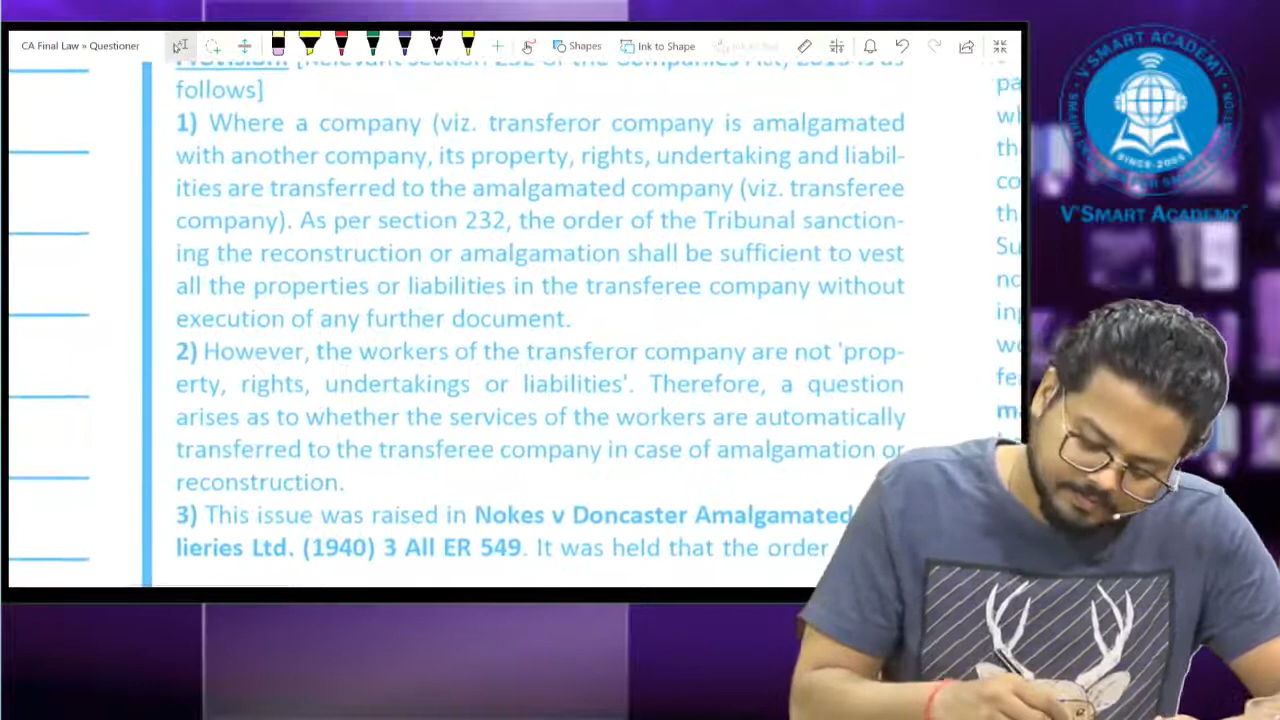 CA Final Law » Questioner
Shapes
Ink to Shape
follows]
1) Where a company (viz. transferor company is amalgamated
with another company, its property, rights, undertaking and liabil-
ities are transferred to the amalgamated company (viz. transferee
company). As per section 232, the order of the Tribunal sanction-
ing the reconstruction or amalgamation shall be sufficient to vest
all the properties or liabilities in the transferee company without
execution of any further document.
2) However, the workers of the transferor company are not 'prop-
erty, rights, undertakings or liabilities'. Therefore, a question
arises as to whether the services of the workers are automatically
transferred to the transferee company in case of amalgamation or
reconstruction.
3) This issue was raised in Nokes v Doncaster Amalgamated
lieries Ltd. (1940) 3 All ER 549. It was held that the order
V'SMART ACADEMY
SINCE-2004
V'SMART ACADEMY